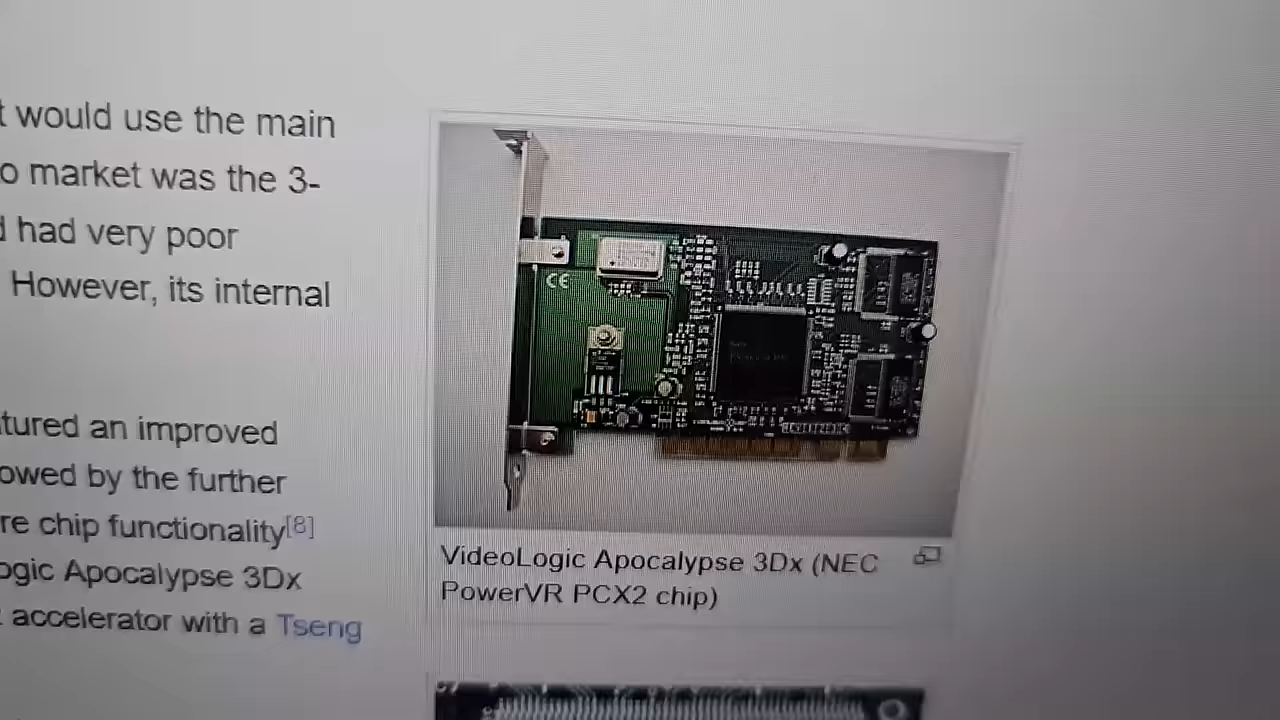 t would use the main
o market was the 3-
d had very poor
However, its internal
tured an improved
owed by the further
re chip functionality[8]
ogic Apocalypse 3Dx
accelerator with a Tseng
CE
VideoLogic Apocalypse 3Dx (NEC
PowerVR PCX2 chip)